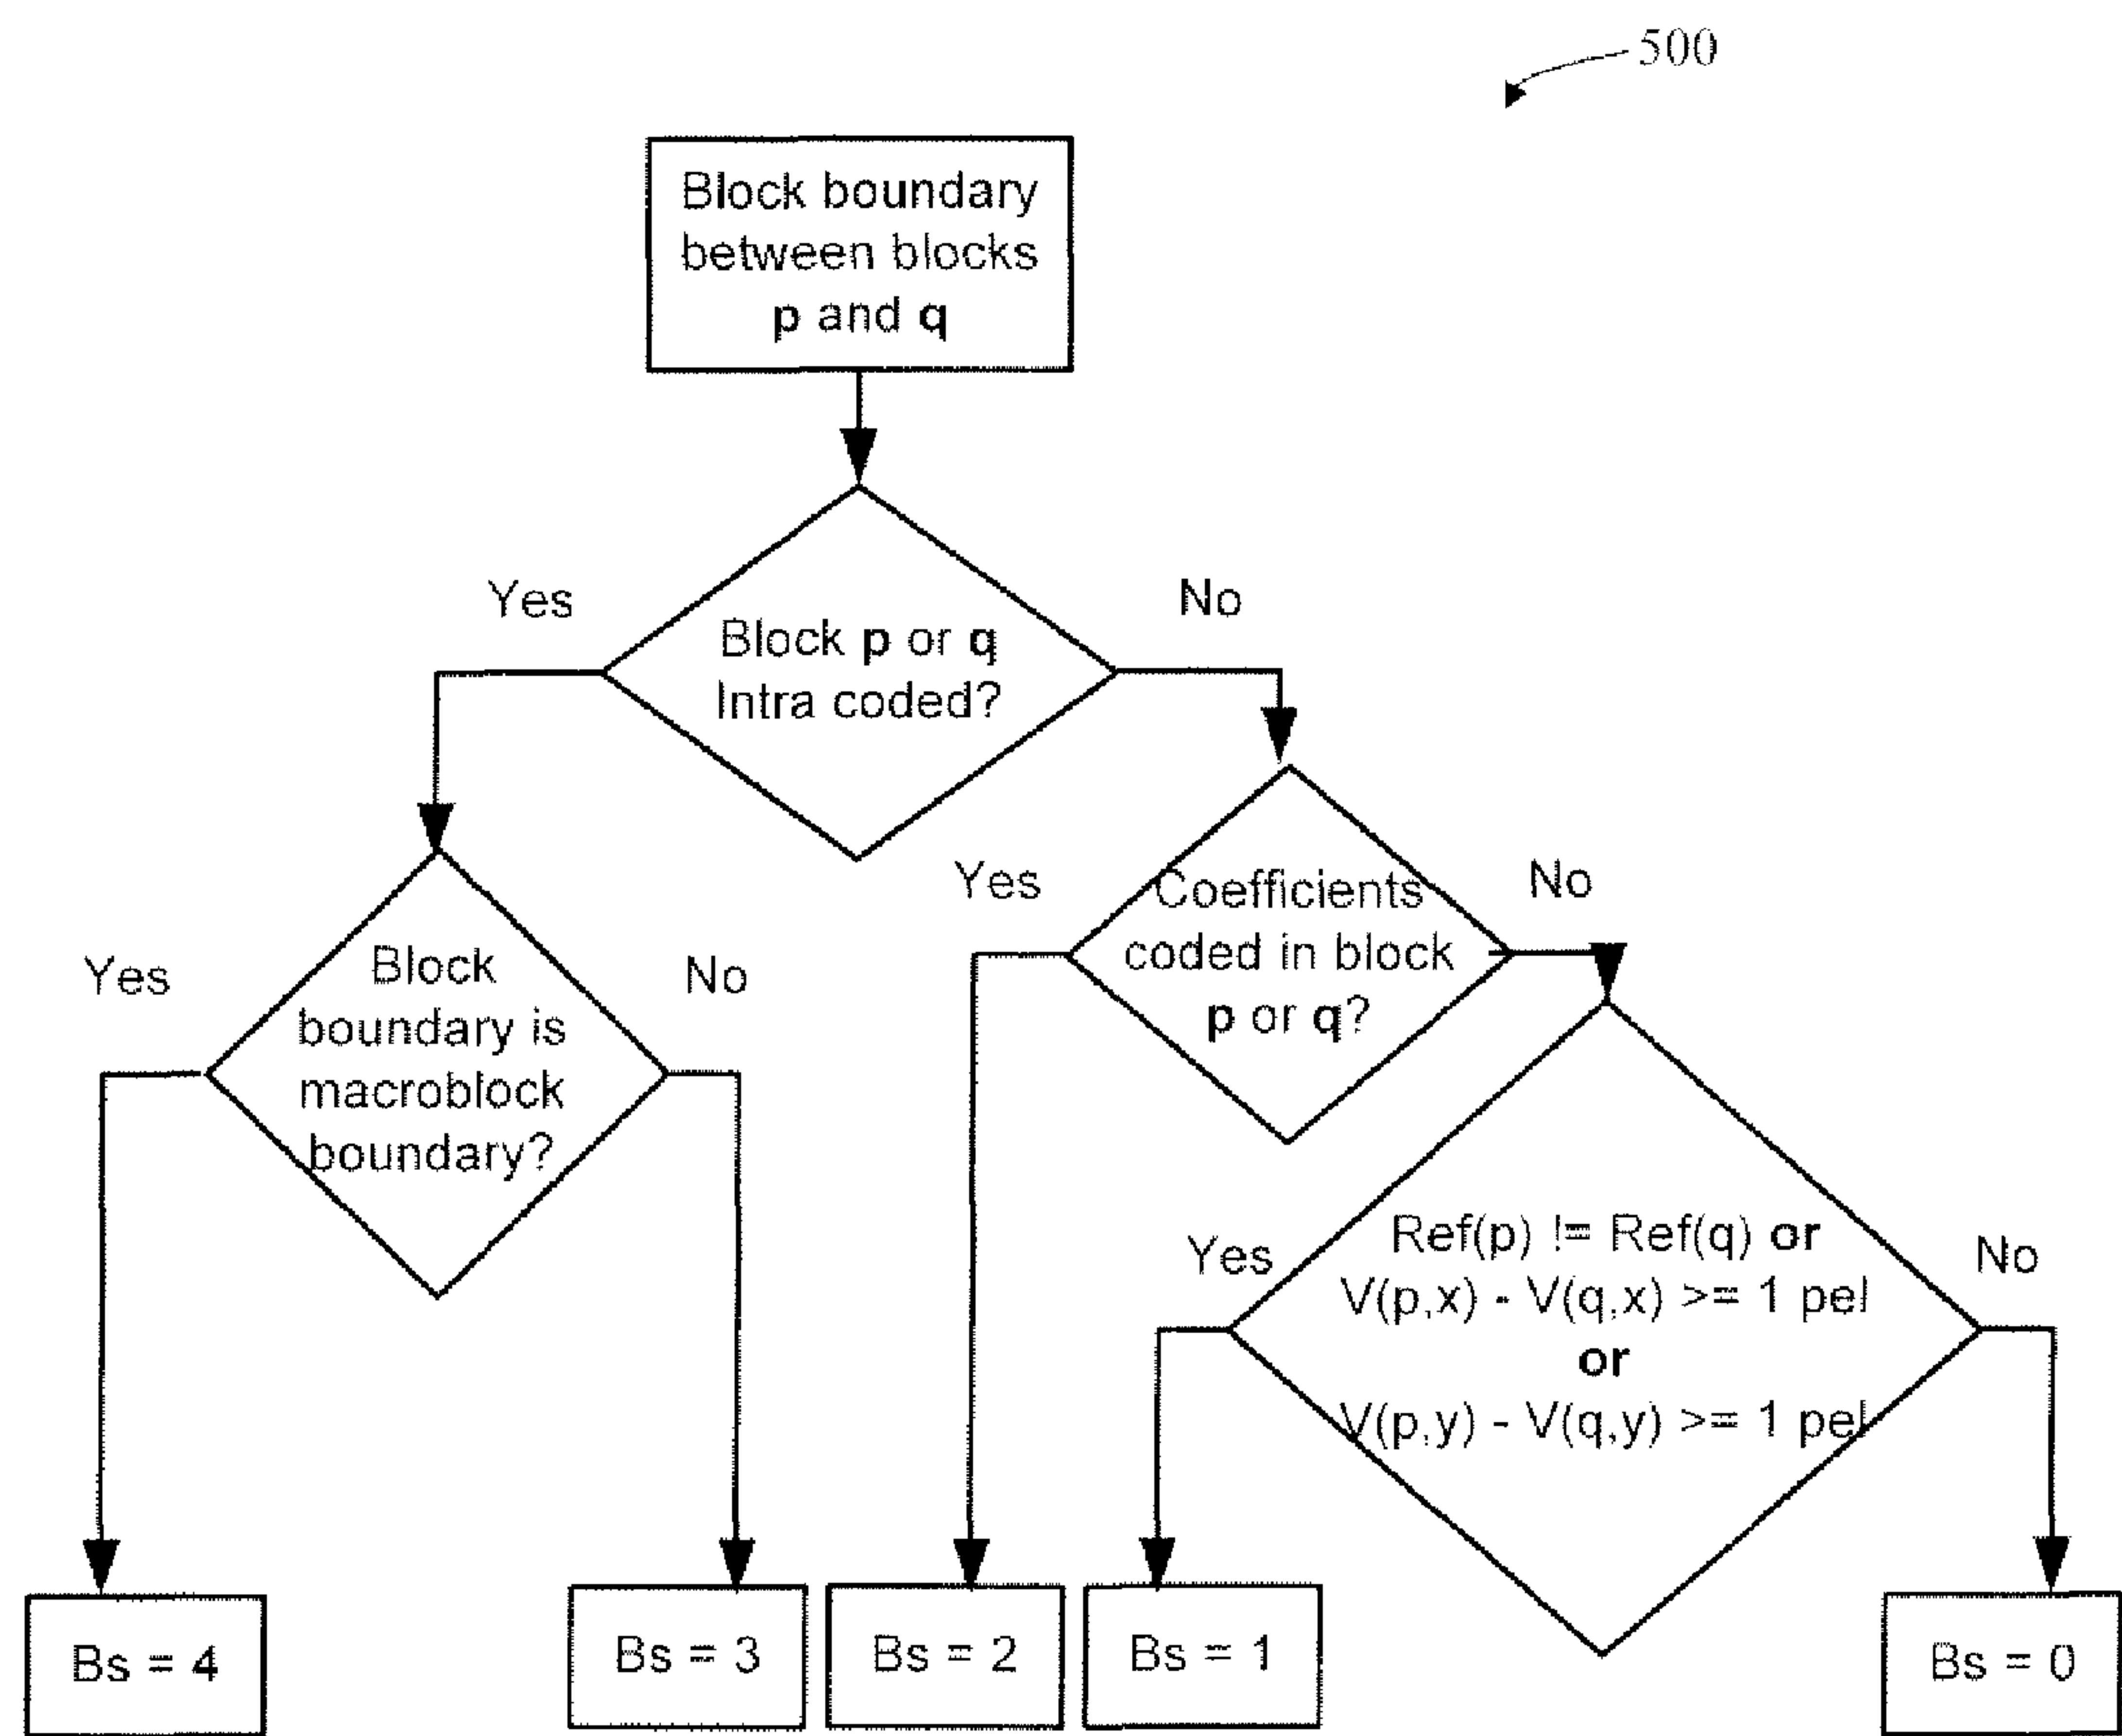 500
Block boundary
between blocks
p and q
Yes
No
Block p or q
Intra coded?
Yes
No
Coefficients
coded in block
p or q?
Yes
No
Block
boundary is
macroblock
boundary?
Yes
No
Ref(p) != Ref(q) or
V(p,x) - V(q,x) >= 1 pel
or
V(p,y) - V(q,y) >= 1 pel
Bs = 4
Bs = 3
Bs = 2
Bs = 1
Bs = 0